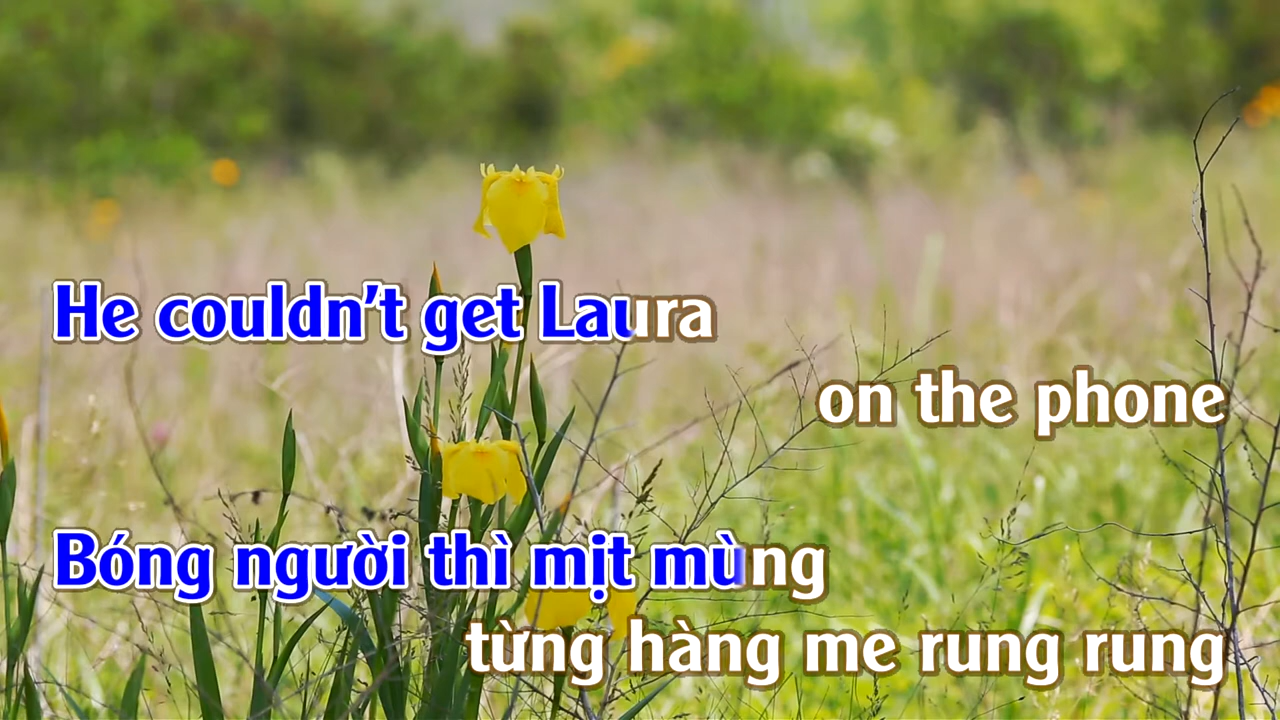 He couldn't get Laura
on the phone
Bóng người thì mịt mùng
từng hàng me rung rung